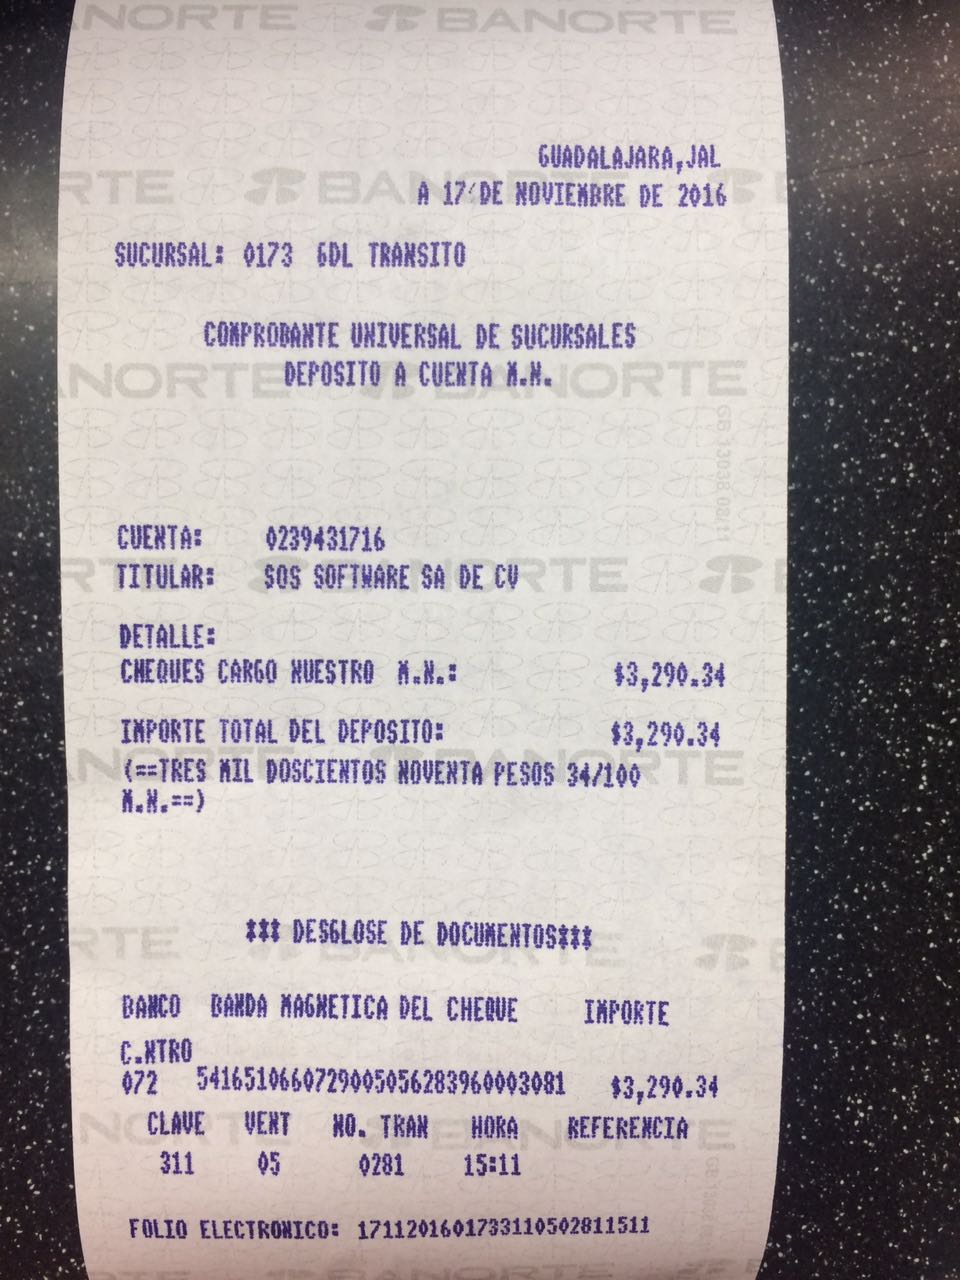 BANORTE
GUADALAJARA,JAL
A 17 DE NOVIEMBRE DE 2016
SUCURSAL: 0173 GDL TRANSITO
COMPROBANTE UNIVERSAL DE SUCURSALES
DEPOSITO A CUENTA M.N.
CUENTA: 0239431716
TITULAR: SOS SOFTWARE SA DE CV
DETALLE:
CHEQUES CARGO NUESTRO M.N.: $3,290.34
IMPORTE TOTAL DEL DEPOSITO: $3,290.34
(==TRES MIL DOSCIENTOS NOVENTA PESOS 34/100
M.N.==)
*** DESGLOSE DE DOCUMENTOS***
BANCO BANDA MAGNETICA DEL CHEQUE IMPORTE
C.NTRO
072 5416510660729005056283960003081 $3,290.34
CLAVE VENT NO. TRAN HORA REFERENCIA
311 05 0281 15:11
FOLIO ELECTRONICO: 1711201601733110502811511